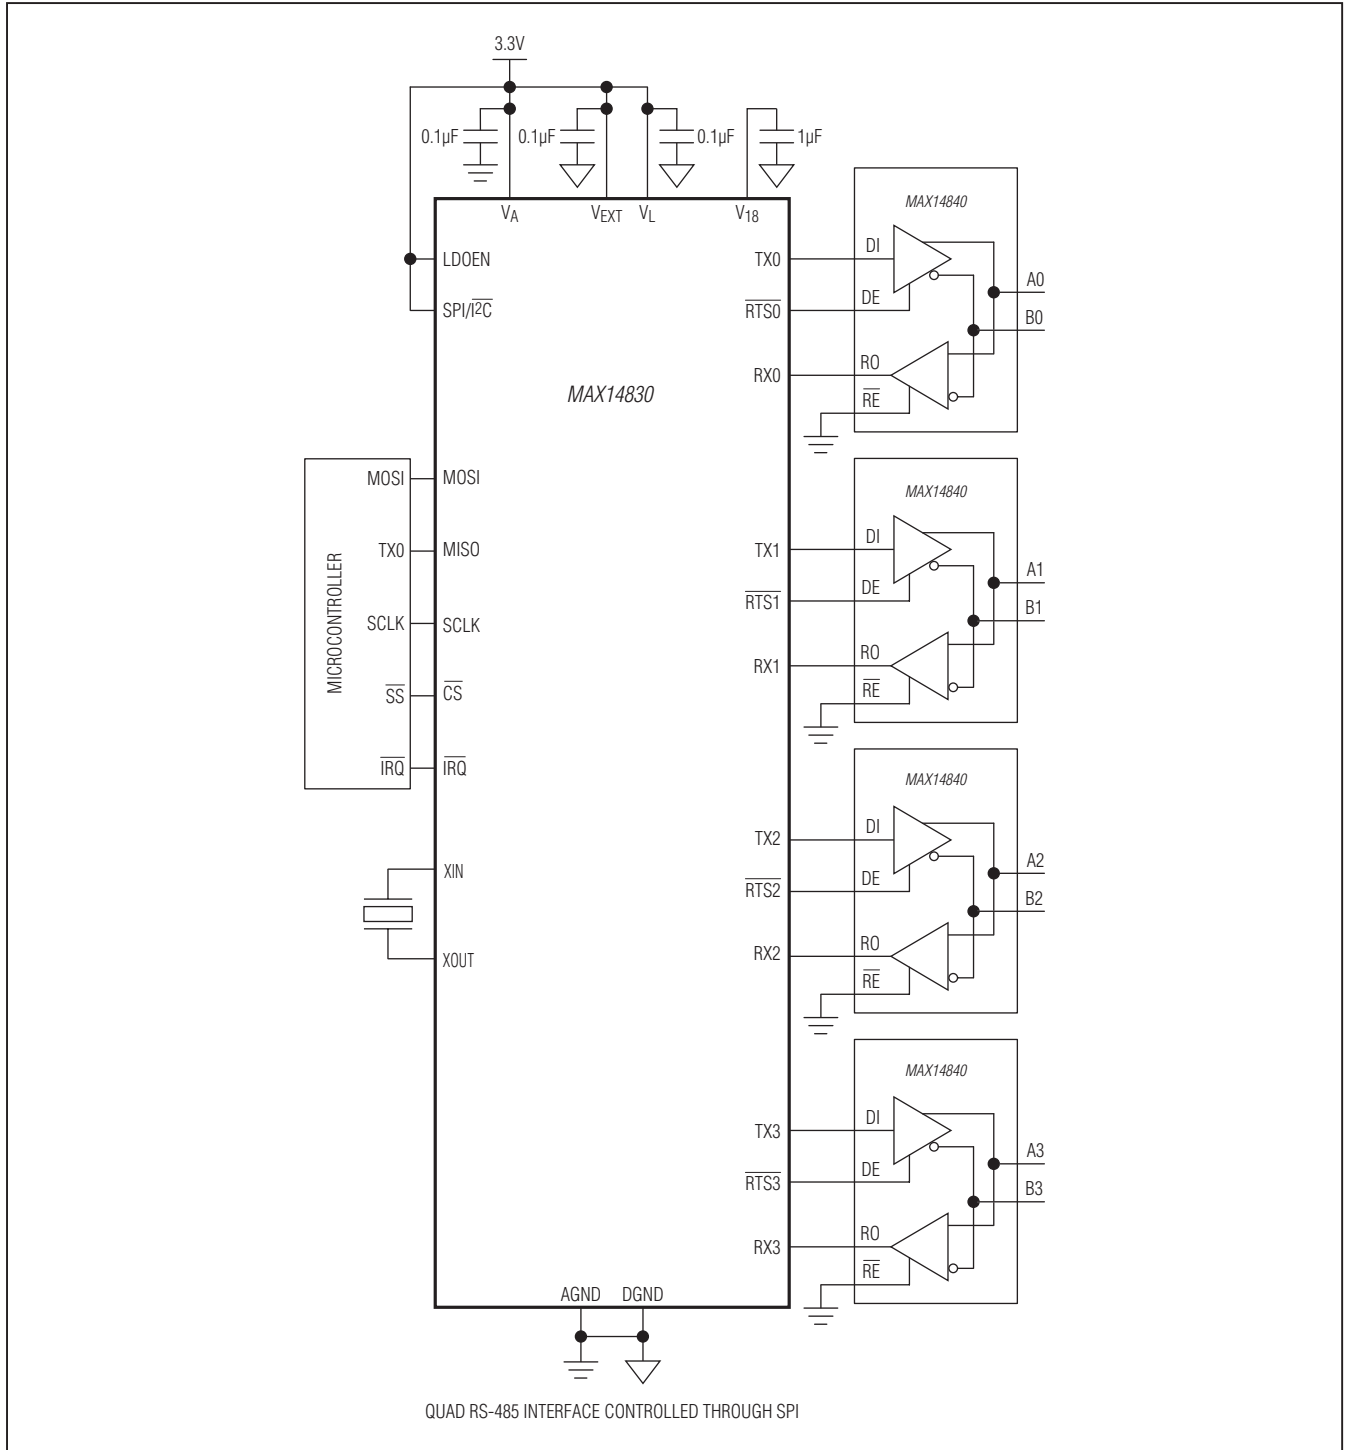 3.3V
0.1µF
0.1µF
0.1µF
1µF
VA
VEXT
VL
V18
LDOEN
SPI/I2C
MAX14830
MICROCONTROLLER
MOSI
MOSI
TX0
MISO
SCLK
SCLK
SS
CS
IRQ
IRQ
XIN
XOUT
AGND
DGND
TX0
RTS0
RX0
MAX14840
DI
DE
RO
RE
A0
B0
TX1
RTS1
RX1
MAX14840
DI
DE
RO
RE
A1
B1
TX2
RTS2
RX2
MAX14840
DI
DE
RO
RE
A2
B2
TX3
RTS3
RX3
MAX14840
DI
DE
RO
RE
A3
B3
QUAD RS-485 INTERFACE CONTROLLED THROUGH SPI